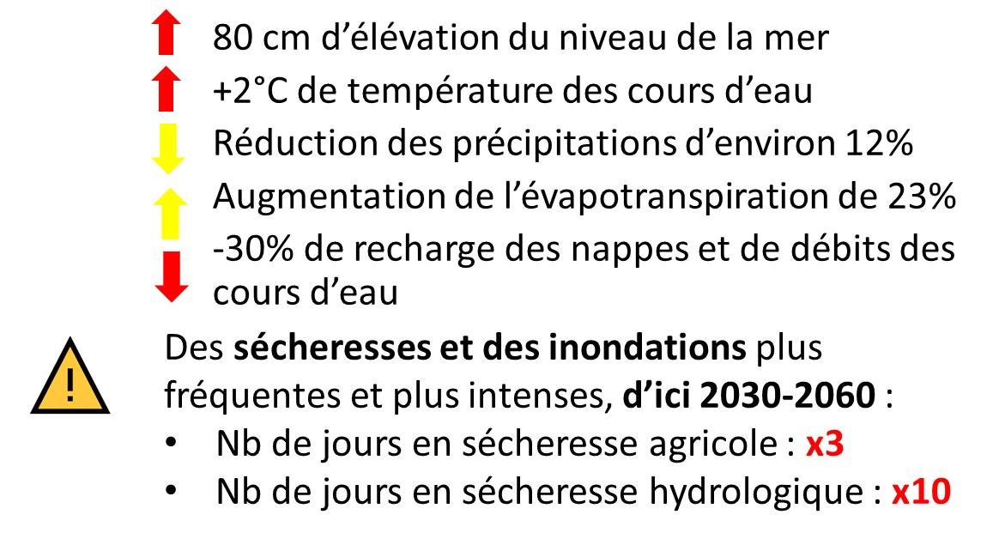 80 cm d’élévation du niveau de la mer
+2°C de température des cours d’eau
Réduction des précipitations d’environ 12%
Augmentation de l’évapotranspiration de 23%
-30% de recharge des nappes et de débits des
cours d’eau
Des sécheresses et des inondations plus
fréquentes et plus intenses, d’ici 2030-2060 :
• Nb de jours en sécheresse agricole : x3
• Nb de jours en sécheresse hydrologique : x10